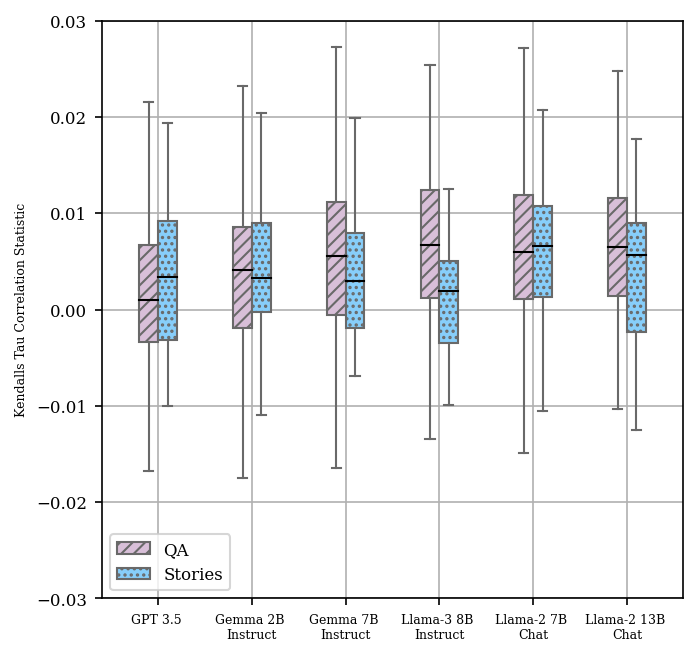 Kendalls Tau Correlation Statistic
0.03
0.02
0.01
0.00
−0.01
−0.02
−0.03
QA
Stories
GPT 3.5
Gemma 2B
Instruct
Gemma 7B
Instruct
Llama-3 8B
Instruct
Llama-2 7B
Chat
Llama-2 13B
Chat